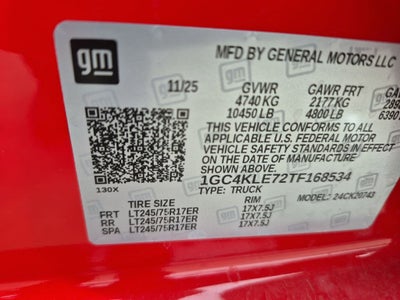 gm
MFD BY GENERAL MOTORS LLC
11/25 GVWR GAWR FRT
4740 KG 2177KG
10450 LB 4800 LB
THIS VEHICLE CONFORMS TO ALL APPLICABLE
U.S. FEDERAL MOTOR VEHICLE
SAFETY STANDARDS IN EFFECT ON THE DATE OF
MANUFACTURE SHOWN ABOVE.
1GC4KLE72TF168534
TYPE: TRUCK
130X
TIRE SIZE RIM MODEL: 24CK20743
FRT LT245/75R17ER 17X7.5J
RR LT245/75R17ER 17X7.5J
SPA LT245/75R17ER 17X7.5J